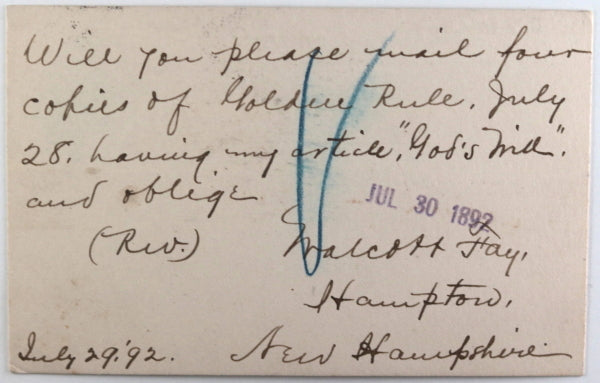 Will you please mail four
copies of Golden Rule, July
28. having my article, "God's Will".
and oblige
JUL 30 1892
(Rev.) Walcott Fay,
Hampton,
July 29, '92. New Hampshire